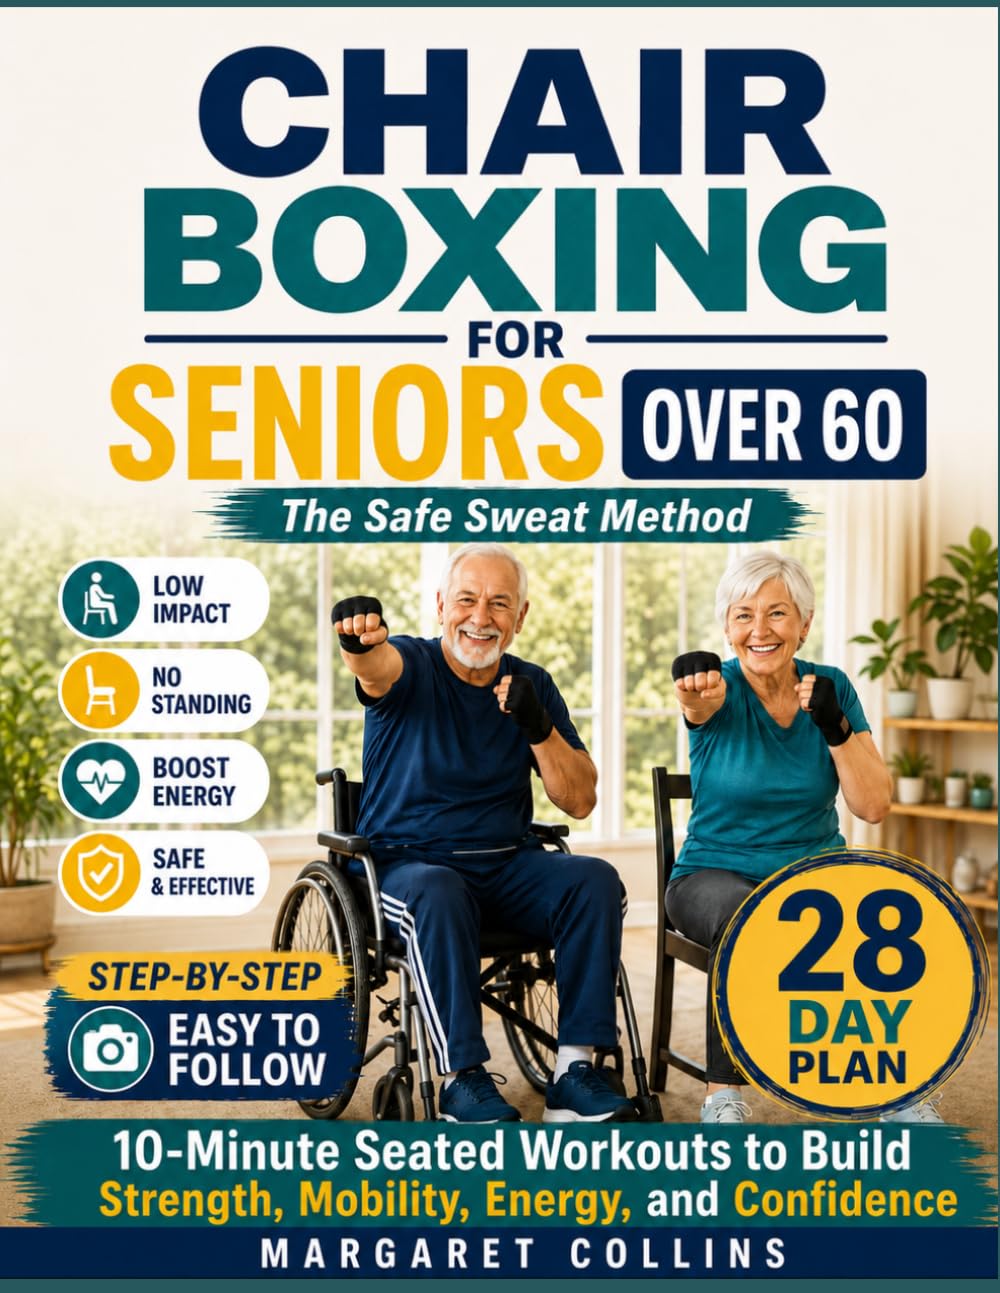 CHAIR
BOXING
FOR
SENIORS OVER 60
The Safe Sweat Method
LOW
IMPACT
NO
STANDING
BOOST
ENERGY
SAFE
& EFFECTIVE
STEP-BY-STEP
EASY TO
FOLLOW
28
DAY
PLAN
10-Minute Seated Workouts to Build
Strength, Mobility, Energy, and Confidence
MARGARET COLLINS